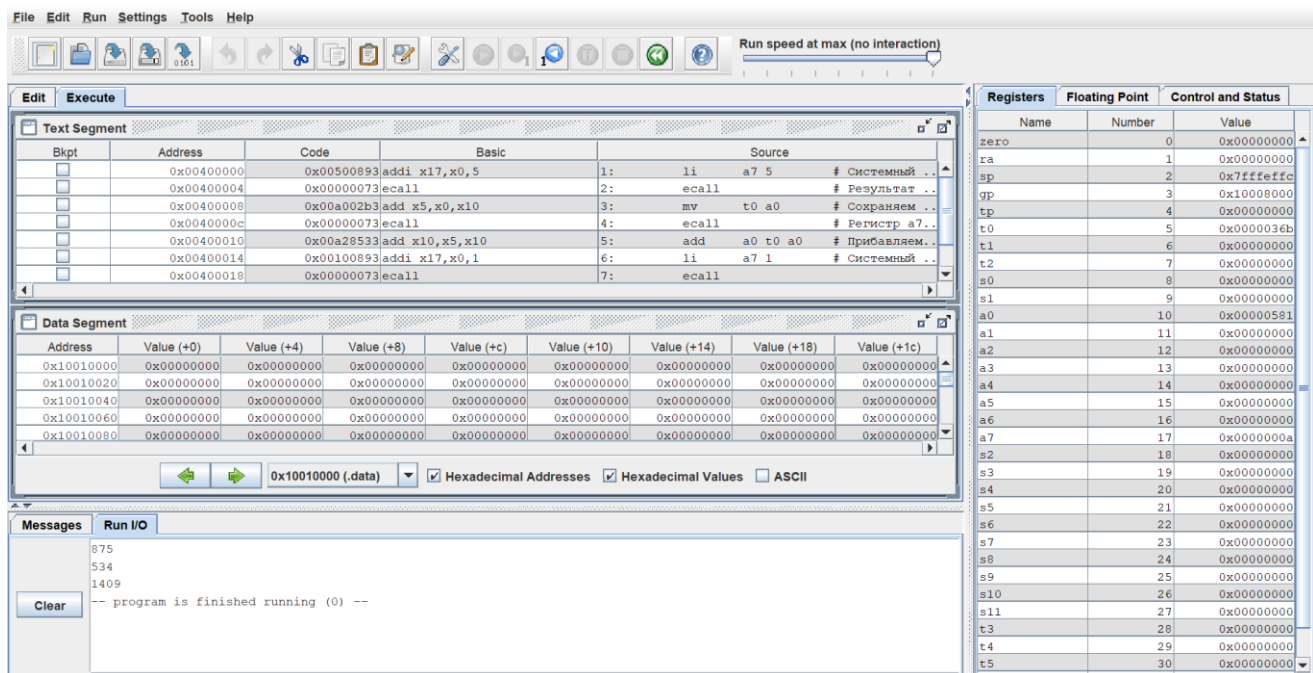 File Edit Run Settings Tools Help
Run speed at max (no interaction)
Edit Execute
Text Segment
Bkpt Address Code Basic Source
0x00400000 0x00500893 addi x17,x0,5 1: li a7 5 # Системный ..
0x00400004 0x00000073 ecall 2: ecall # Результат ..
0x00400008 0x00a002b3 add x5,x0,x10 3: mv t0 a0 # Сохраняем ..
0x0040000c 0x00000073 ecall 4: ecall # Регистр a7..
0x00400010 0x00a28533 add x10,x5,x10 5: add a0 t0 a0 # Прибавляем..
0x00400014 0x00100893 addi x17,x0,1 6: li a7 1 # Системный ..
0x00400018 0x00000073 ecall 7: ecall
Data Segment
Address Value (+0) Value (+4) Value (+8) Value (+c) Value (+10) Value (+14) Value (+18) Value (+1c)
0x10010000 0x00000000 0x00000000 0x00000000 0x00000000 0x00000000 0x00000000 0x00000000 0x00000000
0x10010020 0x00000000 0x00000000 0x00000000 0x00000000 0x00000000 0x00000000 0x00000000 0x00000000
0x10010040 0x00000000 0x00000000 0x00000000 0x00000000 0x00000000 0x00000000 0x00000000 0x00000000
0x10010060 0x00000000 0x00000000 0x00000000 0x00000000 0x00000000 0x00000000 0x00000000 0x00000000
0x10010080 0x00000000 0x00000000 0x00000000 0x00000000 0x00000000 0x00000000 0x00000000 0x00000000
0x10010000 (.data) Hexadecimal Addresses Hexadecimal Values ASCII
Messages Run I/O
875
534
1409
-- program is finished running (0) --
Clear
Registers Floating Point Control and Status
Name Number Value
zero 0 0x00000000
ra 1 0x00000000
sp 2 0x7fffeffc
gp 3 0x10008000
tp 4 0x00000000
t0 5 0x0000036b
t1 6 0x00000000
t2 7 0x00000000
s0 8 0x00000000
s1 9 0x00000000
a0 10 0x00000581
a1 11 0x00000000
a2 12 0x00000000
a3 13 0x00000000
a4 14 0x00000000
a5 15 0x00000000
a6 16 0x00000000
a7 17 0x0000000a
s2 18 0x00000000
s3 19 0x00000000
s4 20 0x00000000
s5 21 0x00000000
s6 22 0x00000000
s7 23 0x00000000
s8 24 0x00000000
s9 25 0x00000000
s10 26 0x00000000
s11 27 0x00000000
t3 28 0x00000000
t4 29 0x00000000
t5 30 0x00000000